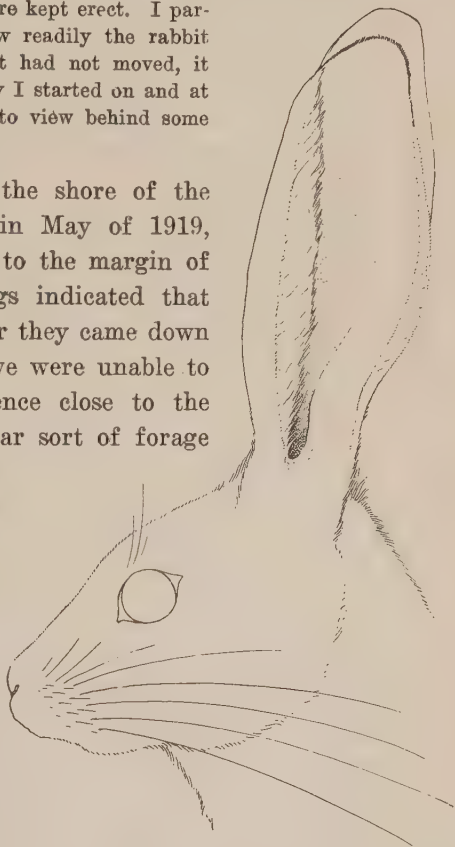 re kept erect. I par-
w readily the rabbit
t had not moved, it
y I started on and at
to view behind some
the shore of the
in May of 1919,
to the margin of
gs indicated that
r they came down
ve were unable to
ence close to the
ar sort of forage